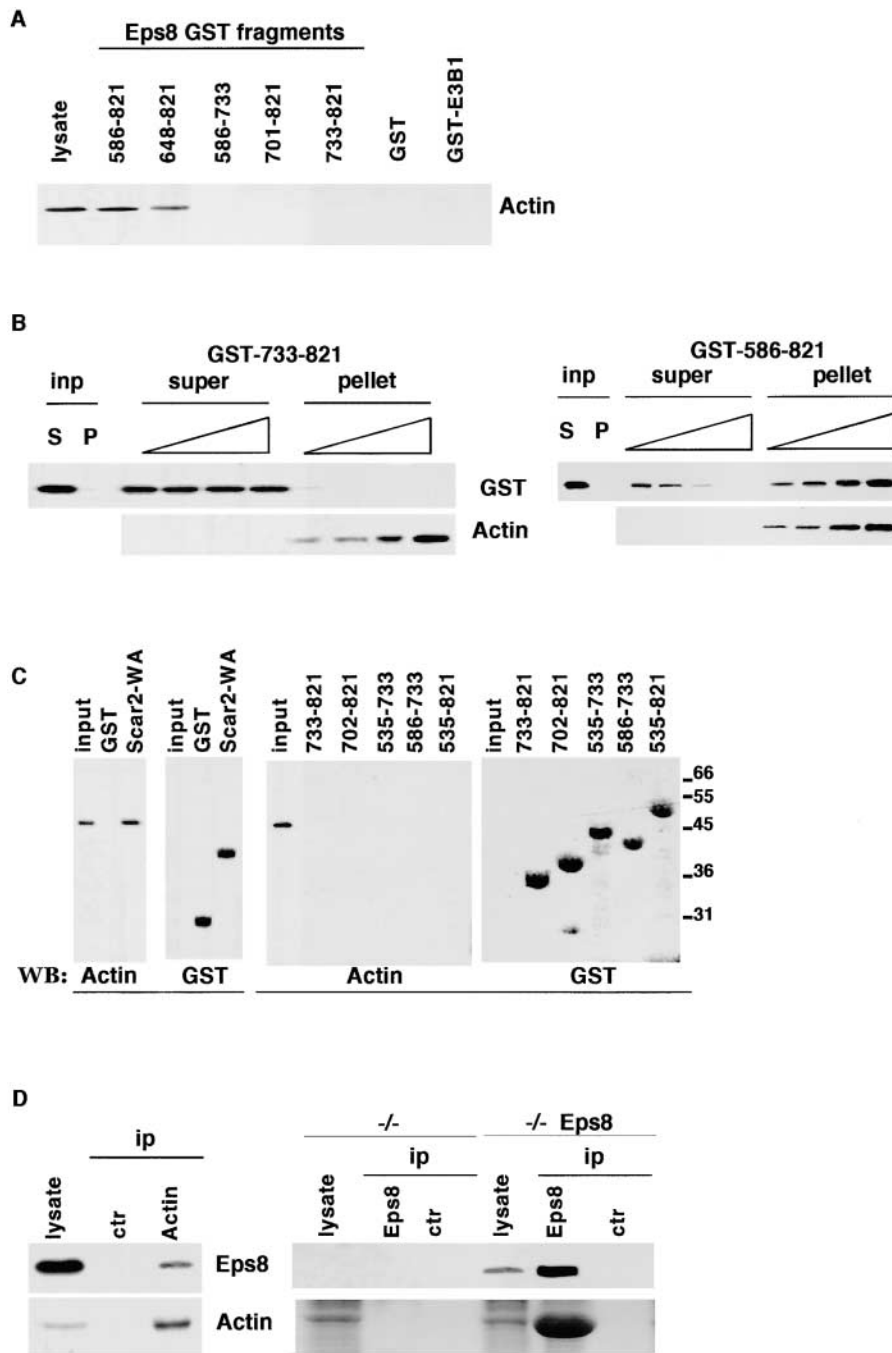 A
Eps8 GST fragments
lysate 586-821 648-821 586-733 701-821 733-821 GST GST-E3B1
Actin
B
GST-733-821 GST-586-821
inp super pellet inp super pellet
S P S P
GST
Actin
C
input GST Scar2-WA input GST Scar2-WA input 733-821 702-821 535-733 586-733 535-821 input 733-821 702-821 535-733 586-733 535-821
66
55
45
36
31
WB: Actin GST Actin GST
D
-/- -/- Eps8
ip ip ip
lysate ctr Actin lysate Eps8 ctr lysate Eps8 ctr
Eps8
Actin